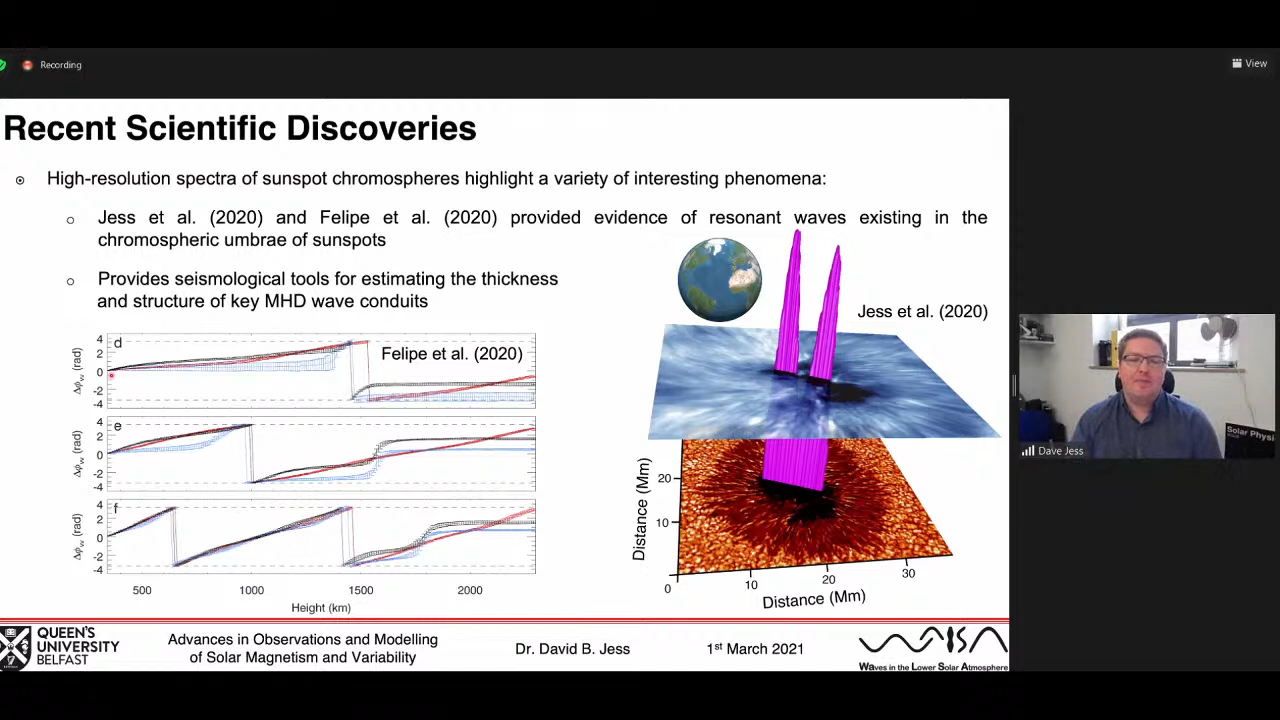 Recording
View
Recent Scientific Discoveries
High-resolution spectra of sunspot chromospheres highlight a variety of interesting phenomena:
Jess et al. (2020) and Felipe et al. (2020) provided evidence of resonant waves existing in the
chromospheric umbrae of sunspots
Provides seismological tools for estimating the thickness
and structure of key MHD wave conduits
Jess et al. (2020)
d
Felipe et al. (2020)
4
2
0
-2
-4
(rad)
e
4
2
0
-2
-4
(rad)
f
4
2
0
-2
-4
(rad)
500 1000 1500 2000
Height (km)
Distance (Mm)
20
10
0
10 20 30
Distance (Mm)
Solar Physi
Dave Jess
QUEEN'S
UNIVERSITY
BELFAST
Advances in Observations and Modelling
of Solar Magnetism and Variability
Dr. David B. Jess
1st March 2021
WaLSA
Waves in the Lower Solar Atmosphere